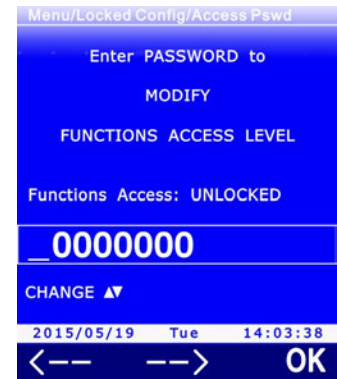 Menu/Locked Config/Access Pswd
Enter PASSWORD to
MODIFY
FUNCTIONS ACCESS LEVEL
Functions Access: UNLOCKED
_0000000
CHANGE ▲▼
2015/05/19 Tue 14:03:38
<-- --> OK